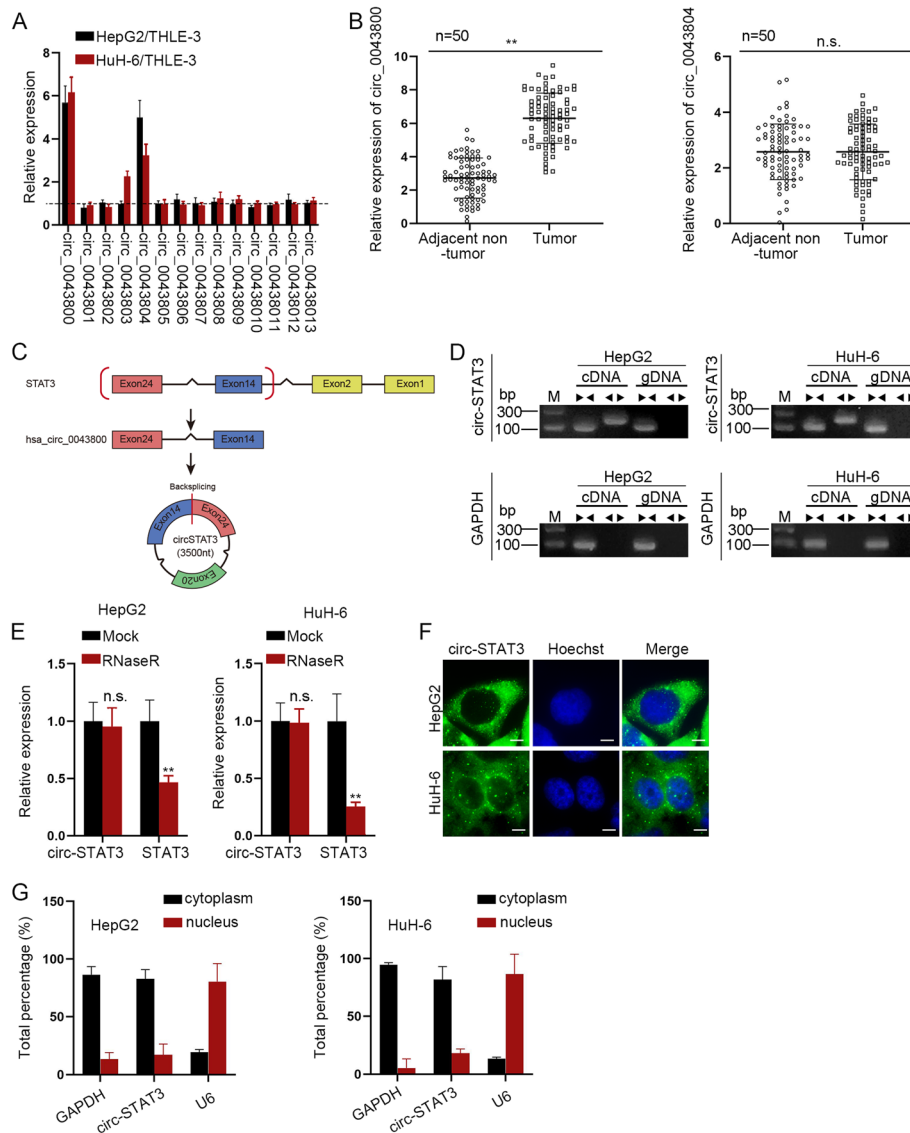 A
HepG2/THLE-3
HuH-6/THLE-3
Relative expression
8
6
4
2
0
circ_0043800
circ_0043801
circ_0043802
circ_0043803
circ_0043804
circ_0043805
circ_0043806
circ_0043807
circ_0043808
circ_0043809
circ_00438010
circ_00438011
circ_00438012
circ_00438013
B
Relative expression of circ_0043800
n=50
**
10
8
6
4
2
0
Adjacent non
-tumor
Tumor
Relative expression of circ_0043804
n=50
n.s.
6
4
2
0
Adjacent non
-tumor
Tumor
C
STAT3
Exon24
Exon14
Exon2
Exon1
hsa_circ_0043800
Exon24
Exon14
Backsplicing
Exon14
Exon24
circSTAT3
(3500nt)
Exon20
D
circ-STAT3
HepG2
cDNA gDNA
bp M
300
100
circ-STAT3
HuH-6
cDNA gDNA
bp M
300
100
GAPDH
HepG2
cDNA gDNA
bp M
300
100
GAPDH
HuH-6
cDNA gDNA
bp M
300
100
E
HepG2
Mock
RNaseR
Relative expression
1.5
1.0
0.5
0.0
n.s.
**
circ-STAT3 STAT3
HuH-6
Mock
RNaseR
Relative expression
1.5
1.0
0.5
0.0
n.s.
**
circ-STAT3 STAT3
F
circ-STAT3 Hoechst Merge
HepG2
HuH-6
G
cytoplasm
nucleus
HepG2
Total percentage (%)
150
100
50
0
GAPDH
circ-STAT3
U6
cytoplasm
nucleus
HuH-6
Total percentage (%)
150
100
50
0
GAPDH
circ-STAT3
U6